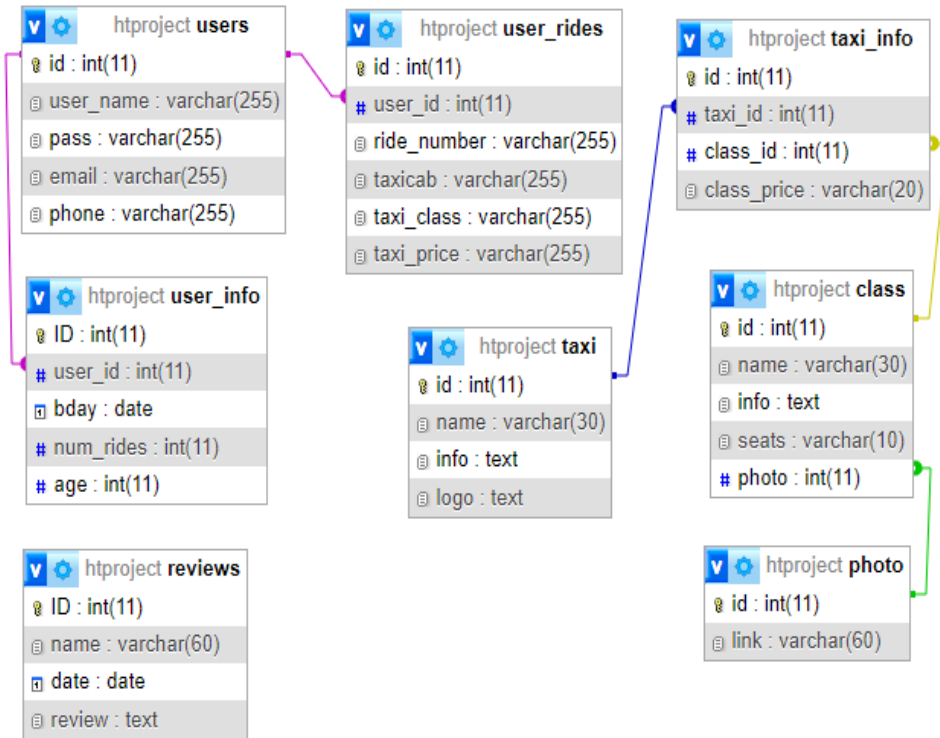 v htproject users
id : int(11)
user_name : varchar(255)
pass : varchar(255)
email : varchar(255)
phone : varchar(255)
v htproject user_rides
id : int(11)
# user_id : int(11)
ride_number : varchar(255)
taxicab : varchar(255)
taxi_class : varchar(255)
taxi_price : varchar(255)
v htproject taxi_info
id : int(11)
# taxi_id : int(11)
# class_id : int(11)
class_price : varchar(20)
v htproject user_info
ID : int(11)
# user_id : int(11)
bday : date
# num_rides : int(11)
# age : int(11)
v htproject taxi
id : int(11)
name : varchar(30)
info : text
logo : text
v htproject class
id : int(11)
name : varchar(30)
info : text
seats : varchar(10)
# photo : int(11)
v htproject reviews
ID : int(11)
name : varchar(60)
date : date
review : text
v htproject photo
id : int(11)
link : varchar(60)